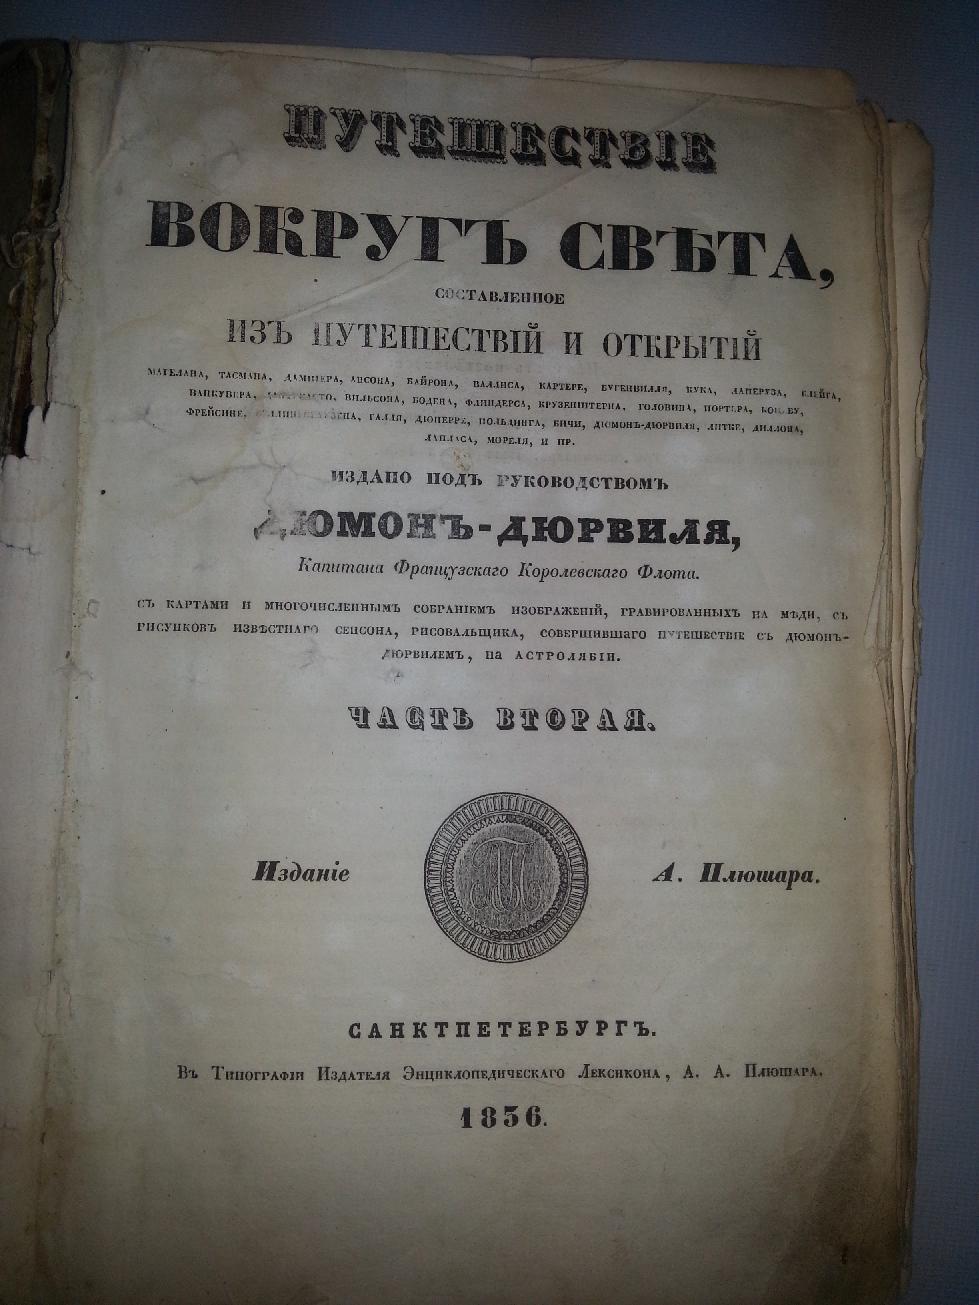 ПУТЕШЕСТВІЕ
ВОКРУГЪ СВѢТА,
СОСТАВЛЕННОЕ
ИЗЪ ПУТЕШЕСТВІЙ И ОТКРЫТІЙ
МАГЕЛАНА, ТАСМАНА, ДАМПІЕРА, АНСОНА, БАЙРОНА, ВАЛЛИСА, КАРТЕРЕ, БУГЕНВИЛЛЯ, КУКА, ЛАПЕРУЗА, БЛЕЙГА,
ВАНКУВЕРА, ВИЛЬСОНА, БОДЕНА, ФЛИНДЕРСА, КРУЗЕНШТЕРНА, ГОЛОВИНА, ПОРТЕРА, КОЦЕБУ,
ФРЕЙСИНЕ, БЕЛЛИНСГАУЗЕНА, ГАЛЛЯ, ДЮПЕРРЕ, ПОЛЬДИНГА, БИЧИ, ДЮМОНЪ-ДЮРВИЛЯ, ЛИТКЕ, ДИЛЛОНА,
ЛАПЛАСА, МОРЕЛЯ, И ПР.
ИЗДАНО ПОДЪ РУКОВОДСТВОМЪ
ДЮМОНЪ-ДЮРВИЛЯ,
Капитана Французскаго Королевскаго Флота.
СЪ КАРТАМИ И МНОГОЧИСЛЕННЫМЪ СОБРАНІЕМЪ ИЗОБРАЖЕНІЙ, ГРАВИРОВАННЫХЪ НА МѢДИ, СЪ
РИСУНКОВЪ ИЗВѢСТНАГО СЕНСОНА, РИСОВАЛЬЩИКА, СОВЕРШИВШАГО ПУТЕШЕСТВІЕ СЪ ДЮМОНЪ-
ДЮРВИЛЕМЪ, НА АСТРОЛЯБІИ.
ЧАСТЬ ВТОРАЯ.
Изданіе А. Плюшара.
САНКТПЕТЕРБУРГЪ.
Въ Типографіи Издателя Энциклопедическаго Лексикона, А. А. Плюшара.
1836.